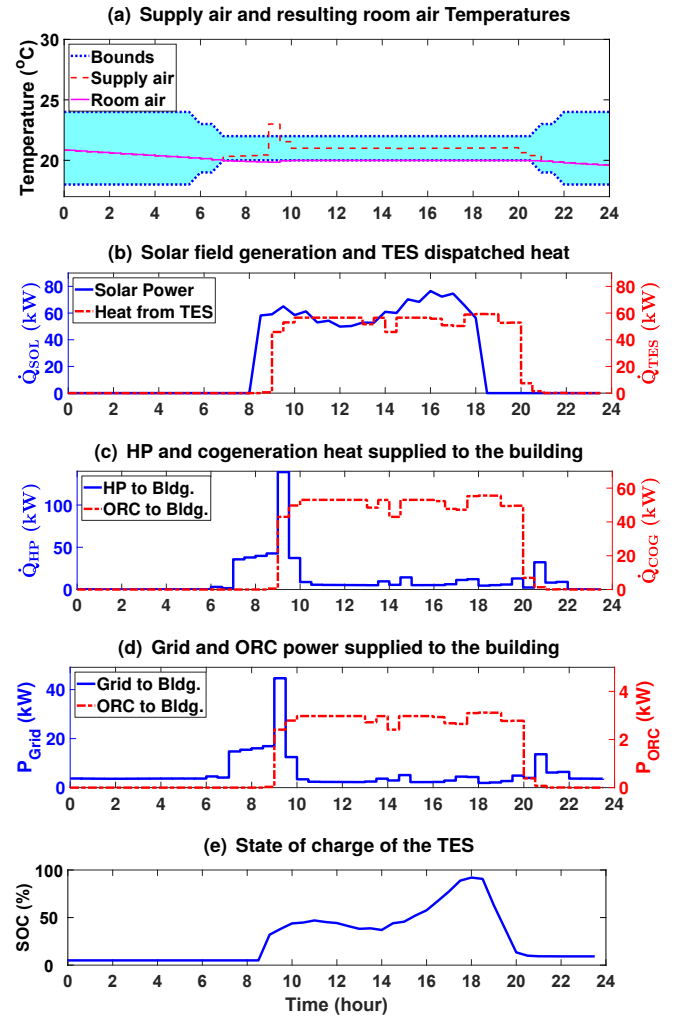 (a) Supply air and resulting room air Temperatures
Temperature (°C)
30
25
20
Bounds
Supply air
Room air
0 2 4 6 8 10 12 14 16 18 20 22 24
(b) Solar field generation and TES dispatched heat
Q̇SOL (kW)
80
60
40
20
0
Solar Power
Heat from TES
80
60
40
20
0
Q̇TES (kW)
0 2 4 6 8 10 12 14 16 18 20 22 24
(c) HP and cogeneration heat supplied to the building
Q̇HP (kW)
100
50
0
HP to Bldg.
ORC to Bldg.
60
40
20
0
Q̇COG (kW)
0 2 4 6 8 10 12 14 16 18 20 22 24
(d) Grid and ORC power supplied to the building
PGrid (kW)
40
20
0
Grid to Bldg.
ORC to Bldg.
4
2
0
PORC (kW)
0 2 4 6 8 10 12 14 16 18 20 22 24
(e) State of charge of the TES
SOC (%)
100
50
0
0 2 4 6 8 10 12 14 16 18 20 22 24
Time (hour)